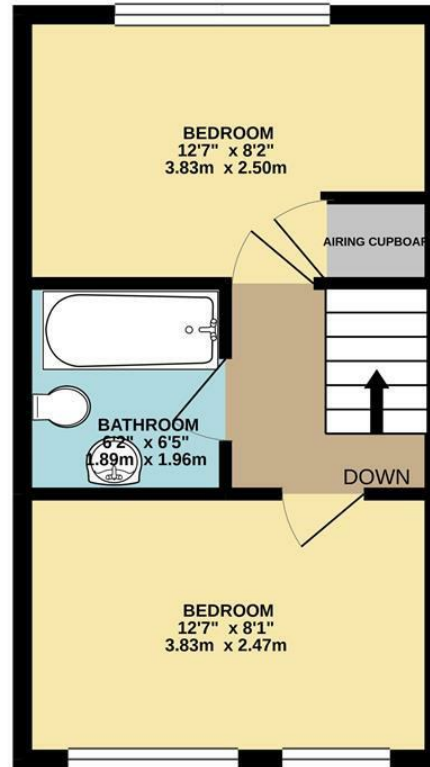 BEDROOM
12'7" x 8'2"
3.83m x 2.50m
AIRING CUPBOAR
BATHROOM
6'2" x 6'5"
1.89m x 1.96m
DOWN
BEDROOM
12'7" x 8'1"
3.83m x 2.47m